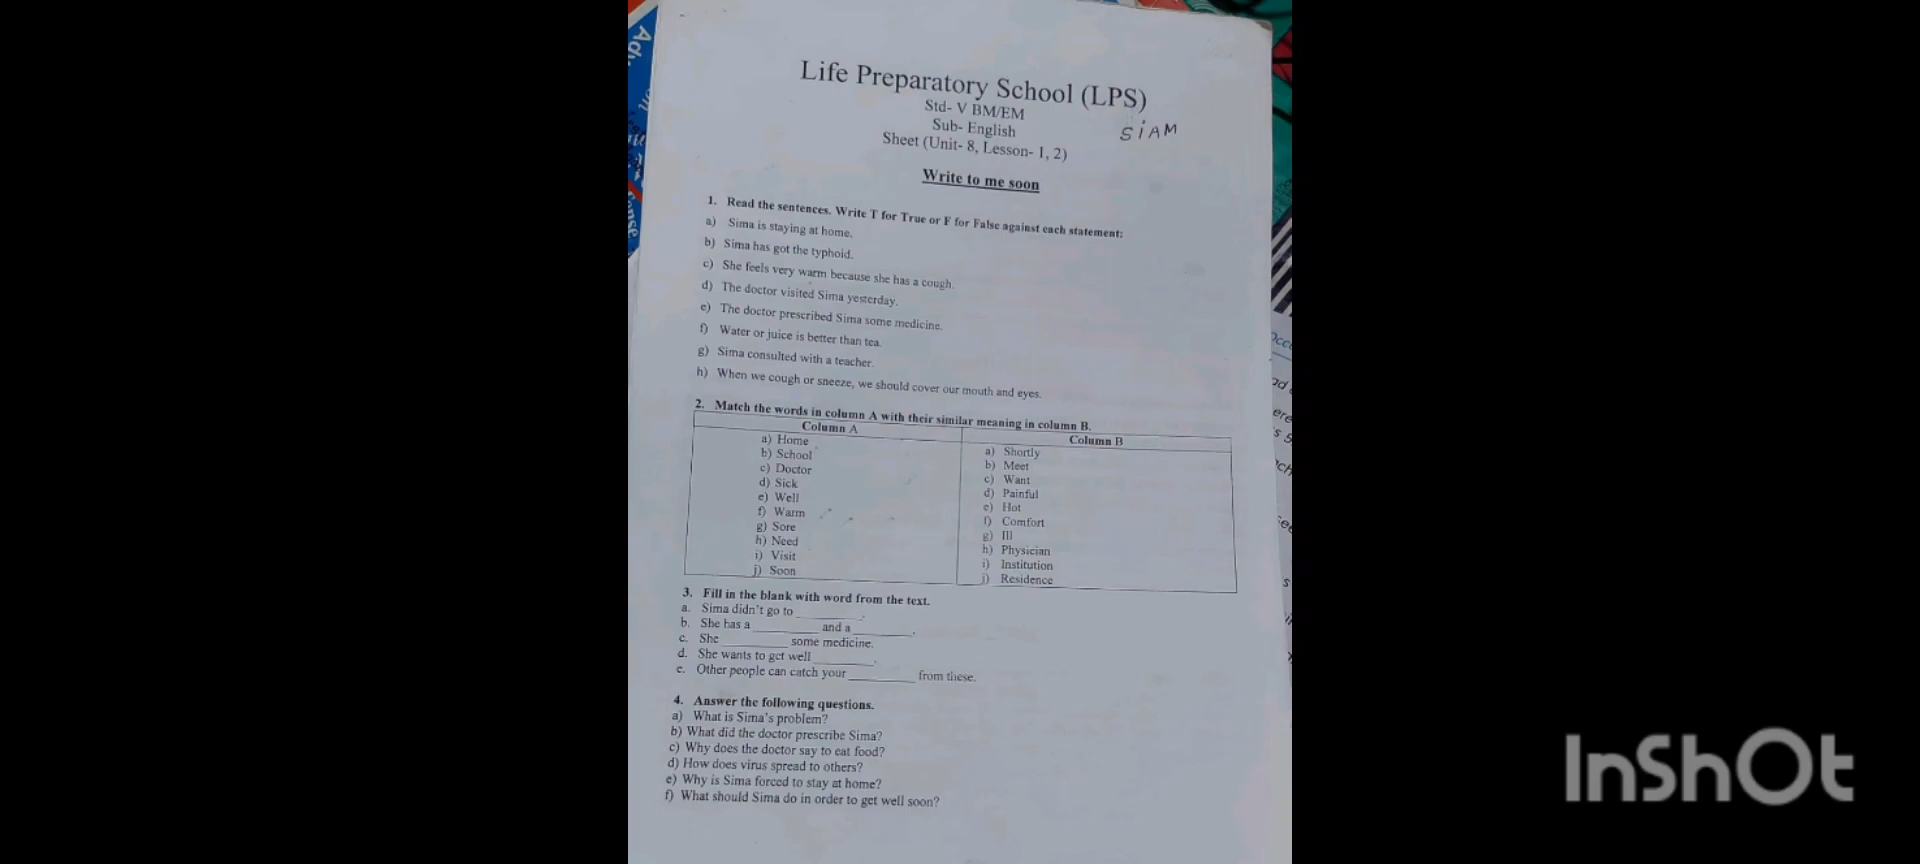 Life Preparatory School (LPS)
Std- V BM/EM
Sub- English
SiAM
Sheet (Unit- 8, Lesson- 1, 2)
Write to me soon
1. Read the sentences. Write T for True or F for False against each statement:
a) Sima is staying at home.
b) Sima has got the typhoid.
c) She feels very warm because she has a cough.
d) The doctor visited Sima yesterday.
e) The doctor prescribed Sima some medicine.
f) Water or juice is better than tea.
g) Sima consulted with a teacher.
h) When we cough or sneeze, we should cover our mouth and eyes.
2. Match the words in column A with their similar meaning in column B.
Column A
a) Home
b) School
c) Doctor
d) Sick
e) Well
f) Warm
g) Sore
h) Need
i) Visit
j) Soon
Column B
a) Shortly
b) Meet
c) Want
d) Painful
e) Hot
f) Comfort
g) Ill
h) Physician
i) Institution
j) Residence
3. Fill in the blank with word from the text.
a. Sima didn't go to ________.
b. She has a ________ and a ________.
c. She ________ some medicine.
d. She wants to get well ________.
e. Other people can catch your ________ from these.
4. Answer the following questions.
a) What is Sima's problem?
b) What did the doctor prescribe Sima?
c) Why does the doctor say to eat food?
d) How does virus spread to others?
e) Why is Sima forced to stay at home?
f) What should Sima do in order to get well soon?
InShOt